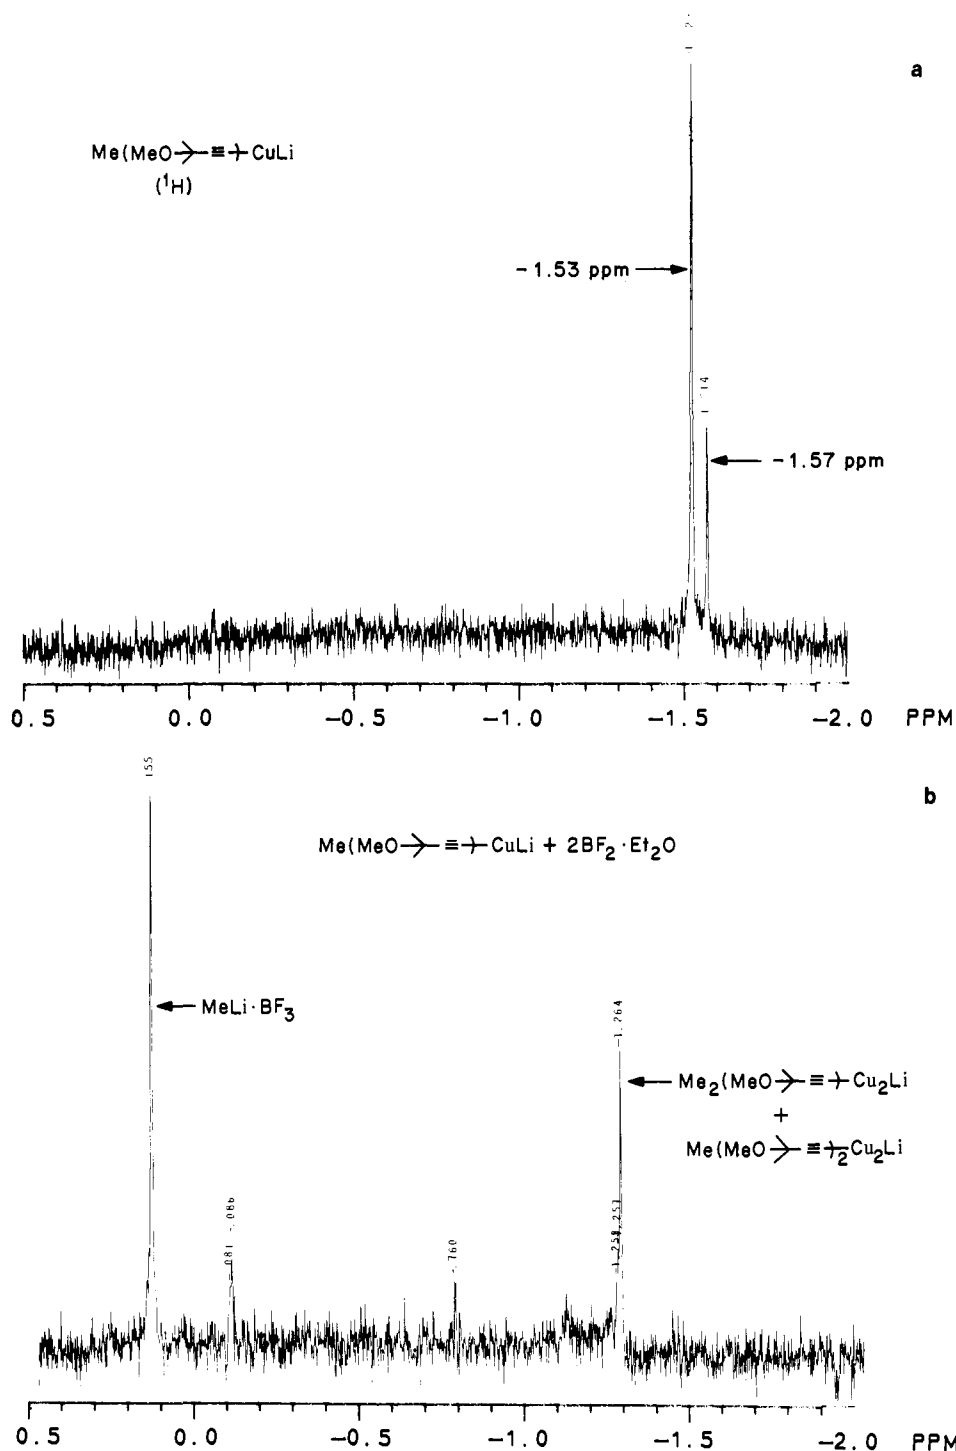 a
Me(MeO ≡ CuLi
(¹H)
-1.53 ppm
-1.57 ppm
0.5 0.0 -0.5 -1.0 -1.5 -2.0 PPM
b
.155
Me(MeO ≡ CuLi + 2BF₂·Et₂O
MeLi·BF₃
-1.264
Me₂(MeO ≡ Cu₂Li
+
Me(MeO ≡ )₂Cu₂Li
-.086
-.760
0.5 0.0 -0.5 -1.0 -1.5 -2.0 PPM